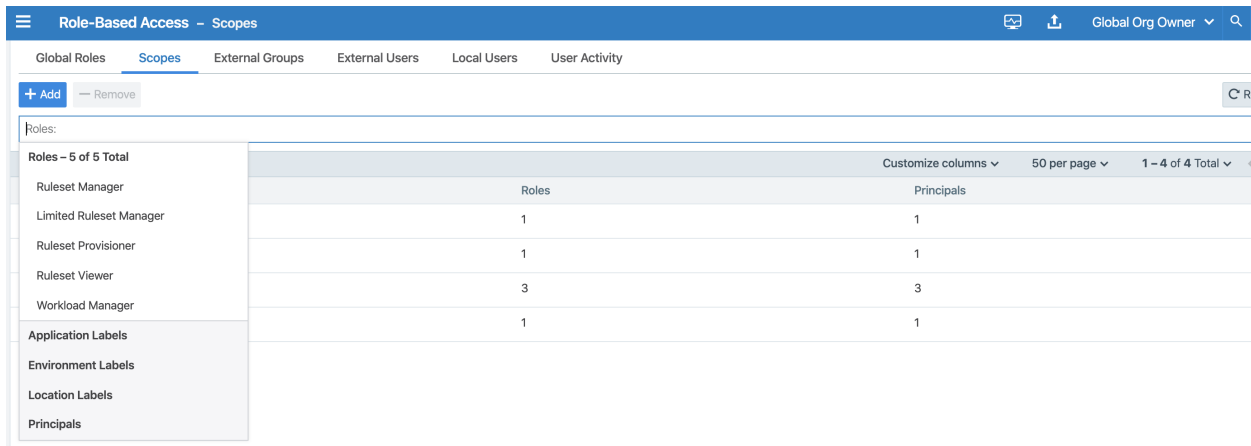 Role-Based Access – Scopes Global Org Owner
Global Roles Scopes External Groups External Users Local Users User Activity
+ Add − Remove R
Roles:
Roles – 5 of 5 Total
Customize columns 50 per page 1 – 4 of 4 Total
Ruleset Manager
Roles Principals
Limited Ruleset Manager
1 1
Ruleset Provisioner
1 1
Ruleset Viewer
3 3
Workload Manager
1 1
Application Labels
Environment Labels
Location Labels
Principals